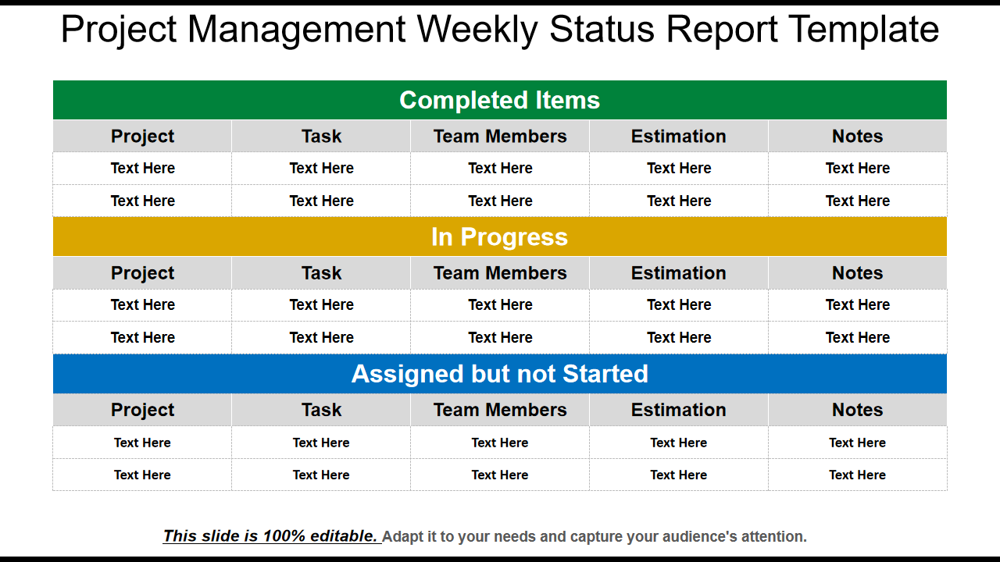 Project Management Weekly Status Report Template
Completed Items
Project Task Team Members Estimation Notes
Text Here Text Here Text Here Text Here Text Here
Text Here Text Here Text Here Text Here Text Here
In Progress
Project Task Team Members Estimation Notes
Text Here Text Here Text Here Text Here Text Here
Text Here Text Here Text Here Text Here Text Here
Assigned but not Started
Project Task Team Members Estimation Notes
Text Here Text Here Text Here Text Here Text Here
Text Here Text Here Text Here Text Here Text Here
This slide is 100% editable. Adapt it to your needs and capture your audience's attention.